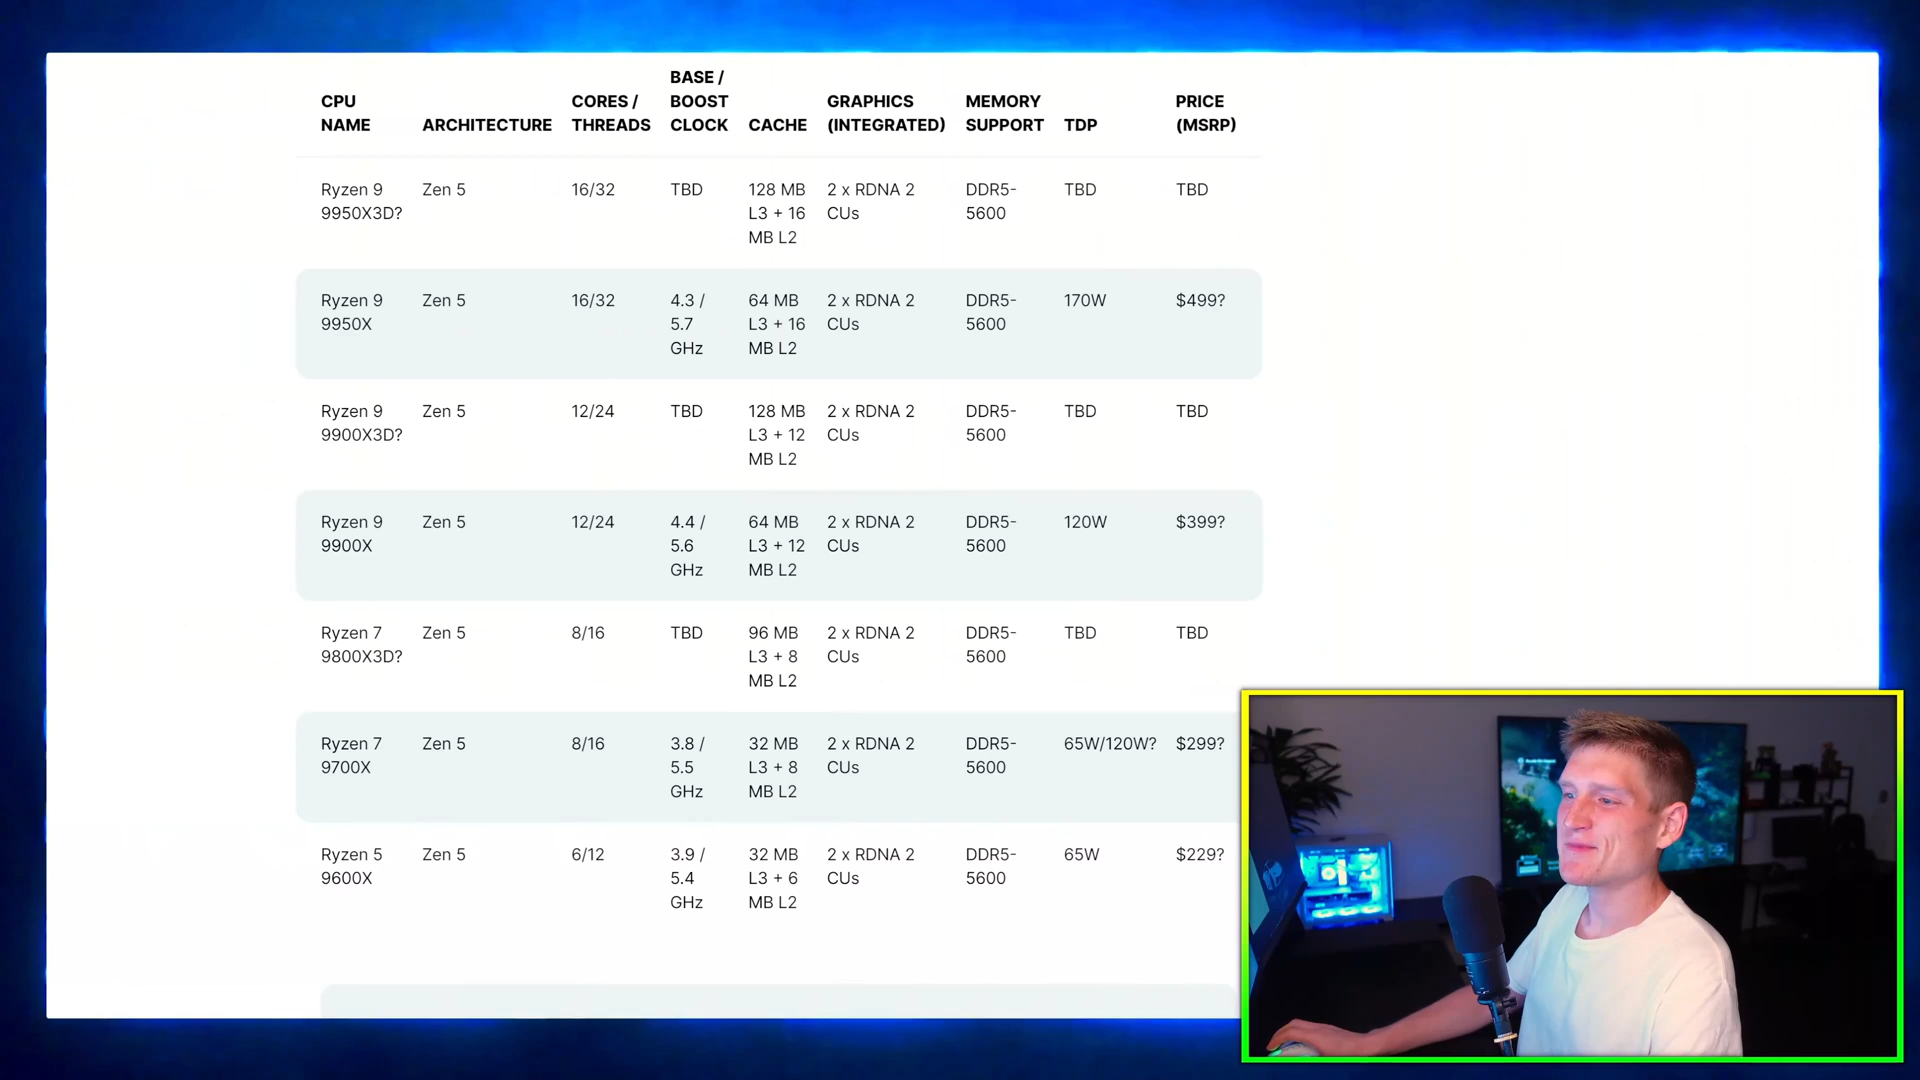 CPU NAME ARCHITECTURE CORES / THREADS BASE / BOOST CLOCK CACHE GRAPHICS (INTEGRATED) MEMORY SUPPORT TDP PRICE (MSRP)
Ryzen 9 9950X3D? Zen 5 16/32 TBD 128 MB L3 + 16 MB L2 2 x RDNA 2 CUs DDR5-5600 TBD TBD
Ryzen 9 9950X Zen 5 16/32 4.3 / 5.7 GHz 64 MB L3 + 16 MB L2 2 x RDNA 2 CUs DDR5-5600 170W $499?
Ryzen 9 9900X3D? Zen 5 12/24 TBD 128 MB L3 + 12 MB L2 2 x RDNA 2 CUs DDR5-5600 TBD TBD
Ryzen 9 9900X Zen 5 12/24 4.4 / 5.6 GHz 64 MB L3 + 12 MB L2 2 x RDNA 2 CUs DDR5-5600 120W $399?
Ryzen 7 9800X3D? Zen 5 8/16 TBD 96 MB L3 + 8 MB L2 2 x RDNA 2 CUs DDR5-5600 TBD TBD
Ryzen 7 9700X Zen 5 8/16 3.8 / 5.5 GHz 32 MB L3 + 8 MB L2 2 x RDNA 2 CUs DDR5-5600 65W/120W? $299?
Ryzen 5 9600X Zen 5 6/12 3.9 / 5.4 GHz 32 MB L3 + 6 MB L2 2 x RDNA 2 CUs DDR5-5600 65W $229?